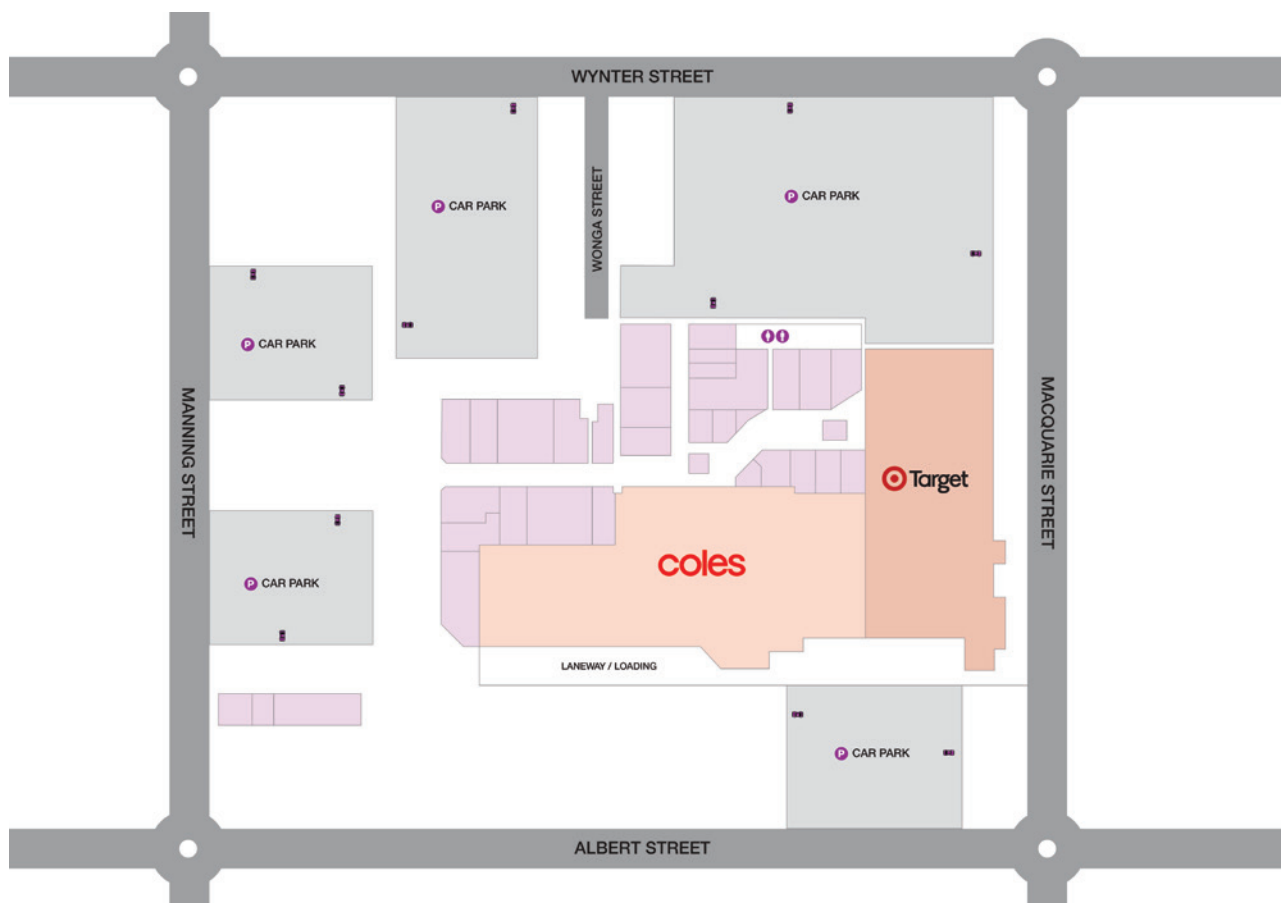 WYNTER STREET
P CAR PARK
P CAR PARK
WONGA STREET
P CAR PARK
MANNING STREET
MACQUARIE STREET
Target
coles
P CAR PARK
LANEWAY / LOADING
P CAR PARK
ALBERT STREET